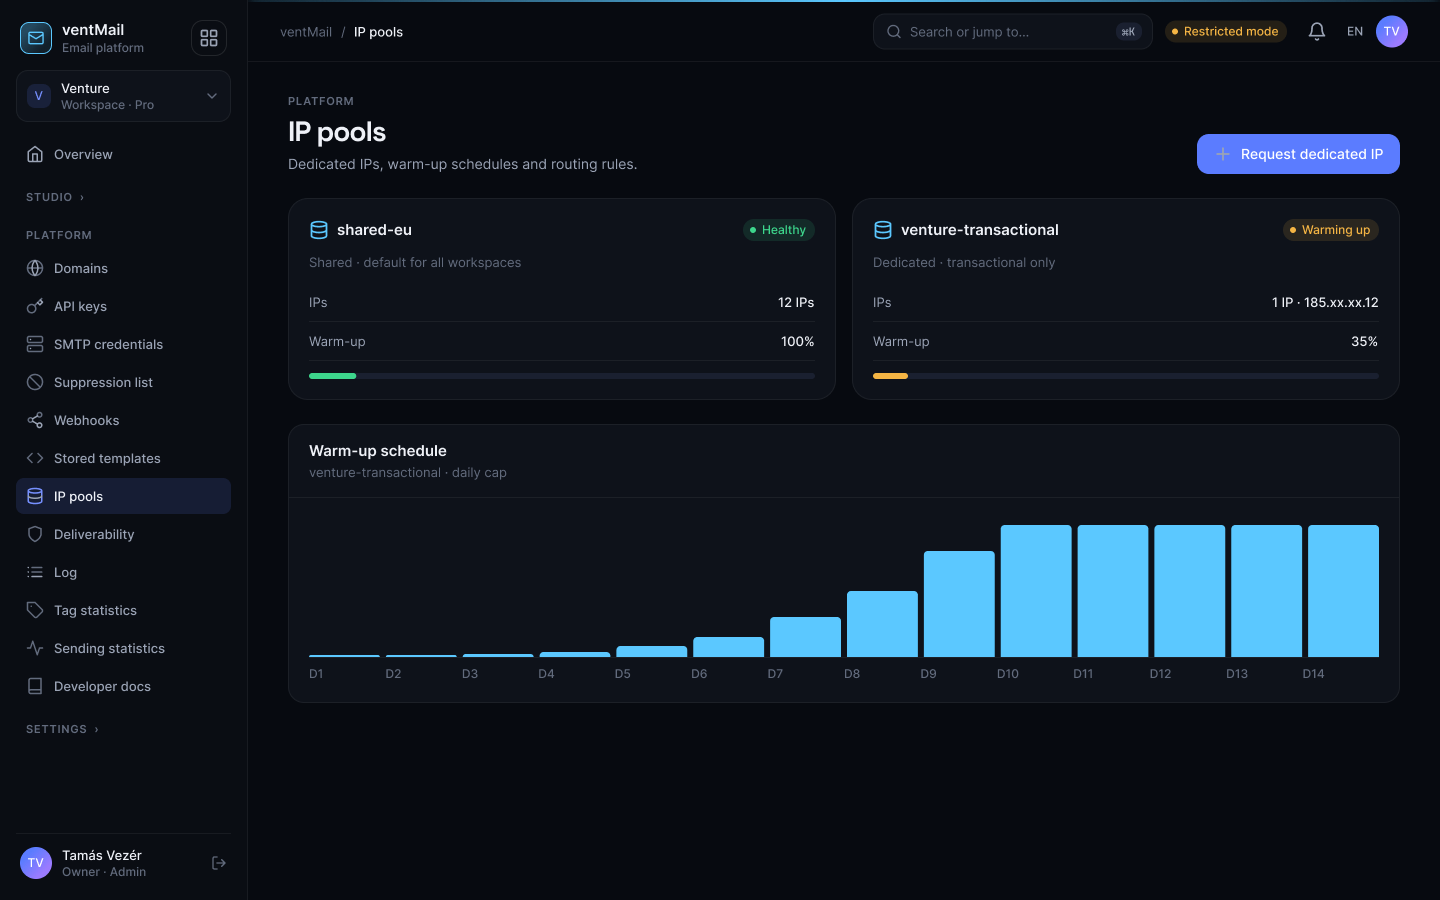 ventMail
Email platform
V
Venture
Workspace · Pro
Overview
STUDIO ›
PLATFORM
Domains
API keys
SMTP credentials
Suppression list
Webhooks
Stored templates
IP pools
Deliverability
Log
Tag statistics
Sending statistics
Developer docs
SETTINGS ›
TV
Tamás Vezér
Owner · Admin
ventMail / IP pools
Search or jump to...
⌘K
Restricted mode
EN
TV
PLATFORM
IP pools
Dedicated IPs, warm-up schedules and routing rules.
Request dedicated IP
shared-eu
Healthy
Shared · default for all workspaces
IPs 12 IPs
Warm-up 100%
venture-transactional
Warming up
Dedicated · transactional only
IPs 1 IP · 185.xx.xx.12
Warm-up 35%
Warm-up schedule
venture-transactional · daily cap
D1 D2 D3 D4 D5 D6 D7 D8 D9 D10 D11 D12 D13 D14